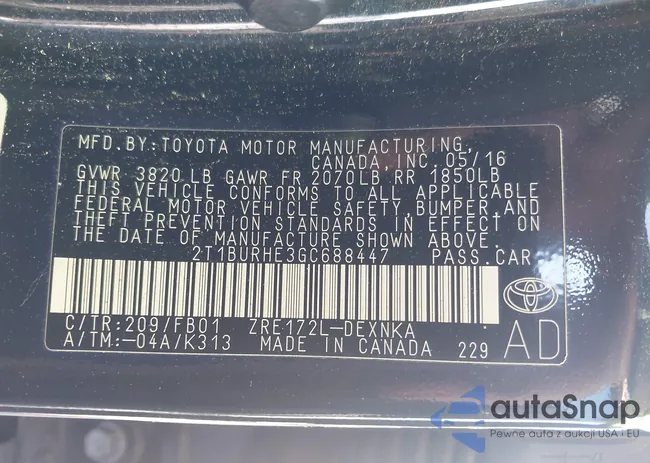 MFD.BY:TOYOTA MOTOR MANUFACTURING,
CANADA INC. 05/16
GVWR 3820 LB GAWR FR 2070LB RR 1850LB
THIS VEHICLE CONFORMS TO ALL APPLICABLE
FEDERAL MOTOR VEHICLE SAFETY, BUMPER, AND
THEFT PREVENTION STANDARDS IN EFFECT ON
THE DATE OF MANUFACTURE SHOWN ABOVE.
2T1BURHE3GC688447 PASS.CAR
C/TR:209/FB01 ZRE172L-DEXNKA
A/TM:-04A/K313 MADE IN CANADA 229 AD
autaSnap
Pewne auta z aukcji USA i EU